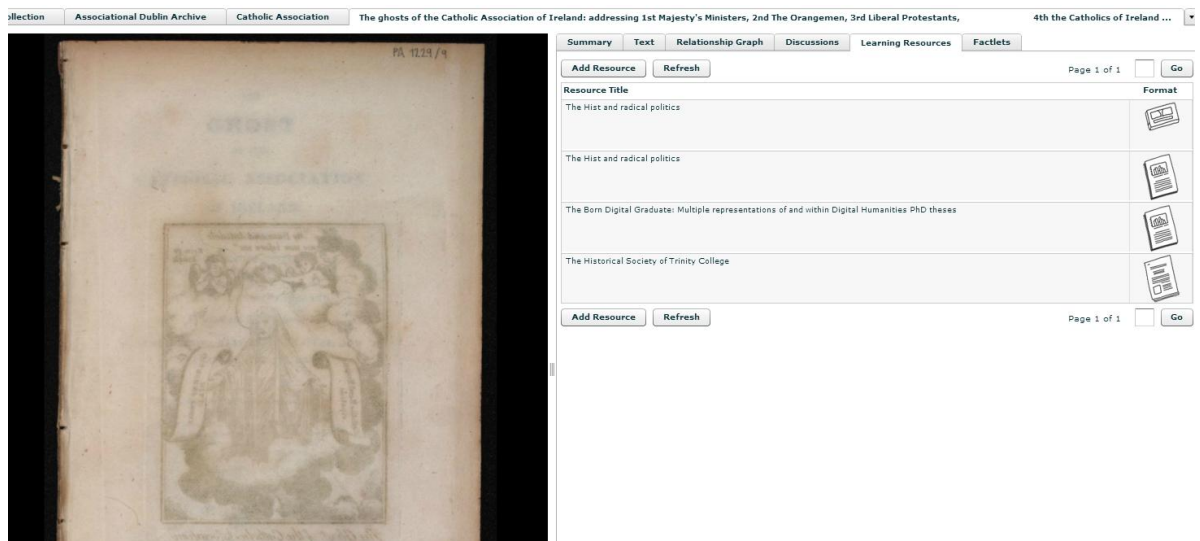 ollection Associational Dublin Archive Catholic Association The ghosts of the Catholic Association of Ireland: addressing 1st Majesty's Ministers, 2nd The Orangemen, 3rd Liberal Protestants, 4th the Catholics of Ireland ...
PA 1229/9
Summary Text Relationship Graph Discussions Learning Resources Factlets
Add Resource Refresh Page 1 of 1 Go
Resource Title Format
The Hist and radical politics
The Hist and radical politics
The Born Digital Graduate: Multiple representations of and within Digital Humanities PhD theses
The Historical Society of Trinity College
Add Resource Refresh Page 1 of 1 Go